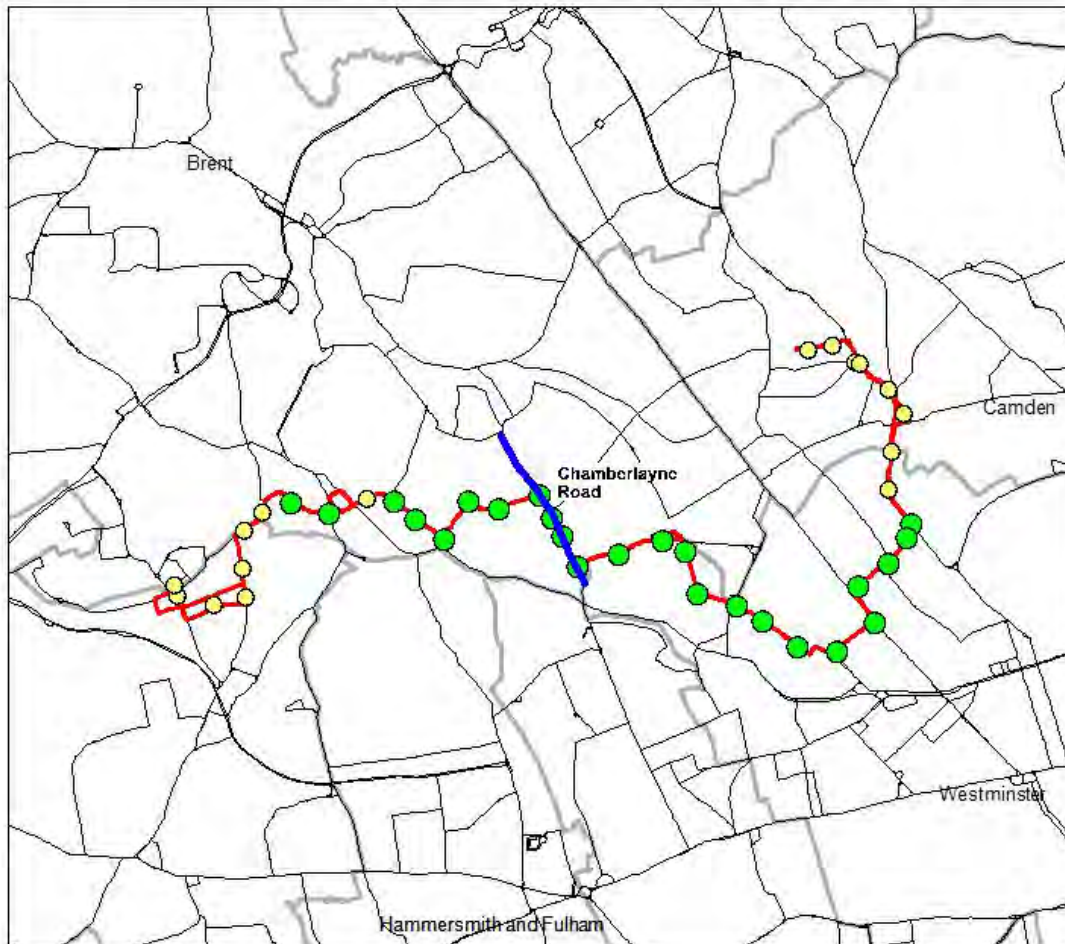 Brent
Camden
Chamberlayne
Road
Westminster
Hammersmith and Fulham